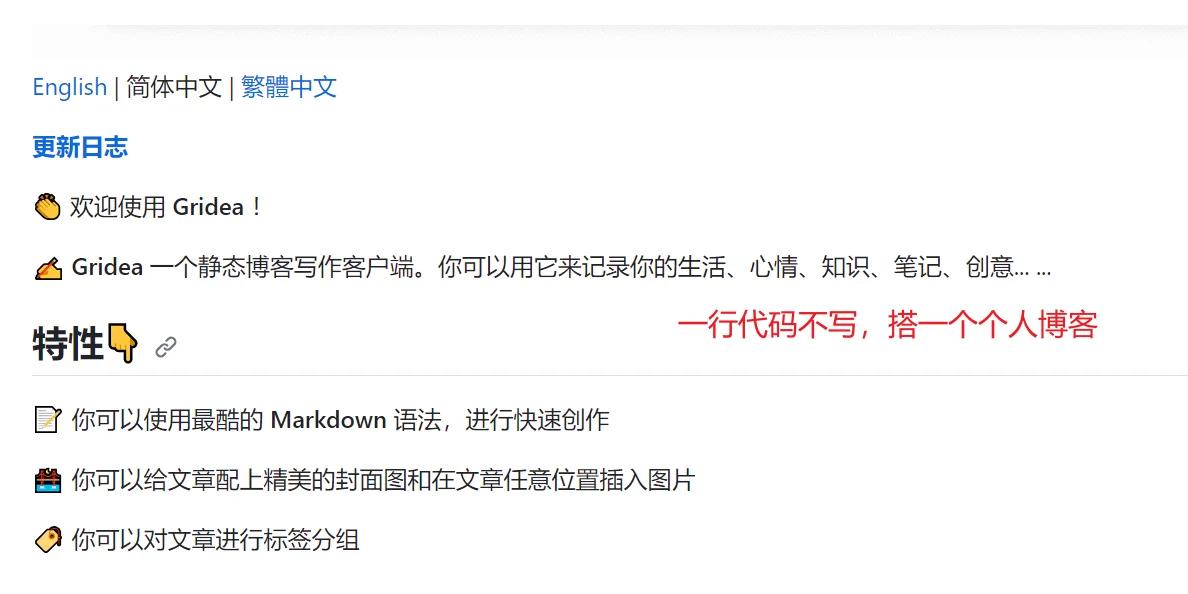 English | 简体中文 | 繁體中文
更新日志
👏 欢迎使用 Gridea ！
✍️ Gridea 一个静态博客写作客户端。你可以用它来记录你的生活、心情、知识、笔记、创意... ...
一行代码不写，搭一个个人博客
特性👇
📝 你可以使用最酷的 Markdown 语法，进行快速创作
🌉 你可以给文章配上精美的封面图和在文章任意位置插入图片
🏷️ 你可以对文章进行标签分组